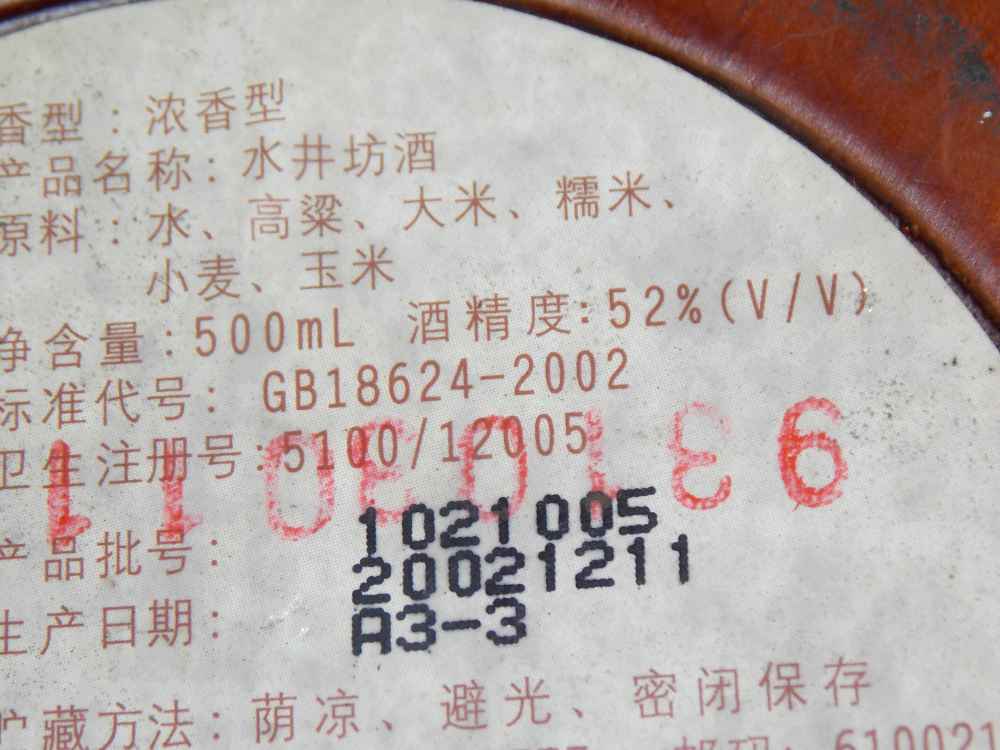 香型：浓香型
产品名称：水井坊酒
原料：水、高粱、大米、糯米、
小麦、玉米
净含量：500mL 酒精度：52%(V/V)
标准代号：GB18624-2002
卫生注册号：5100/12005
产品批号：1021005
20021211
生产日期：A3-3
贮藏方法：荫凉、避光、密闭保存
邮码：610021